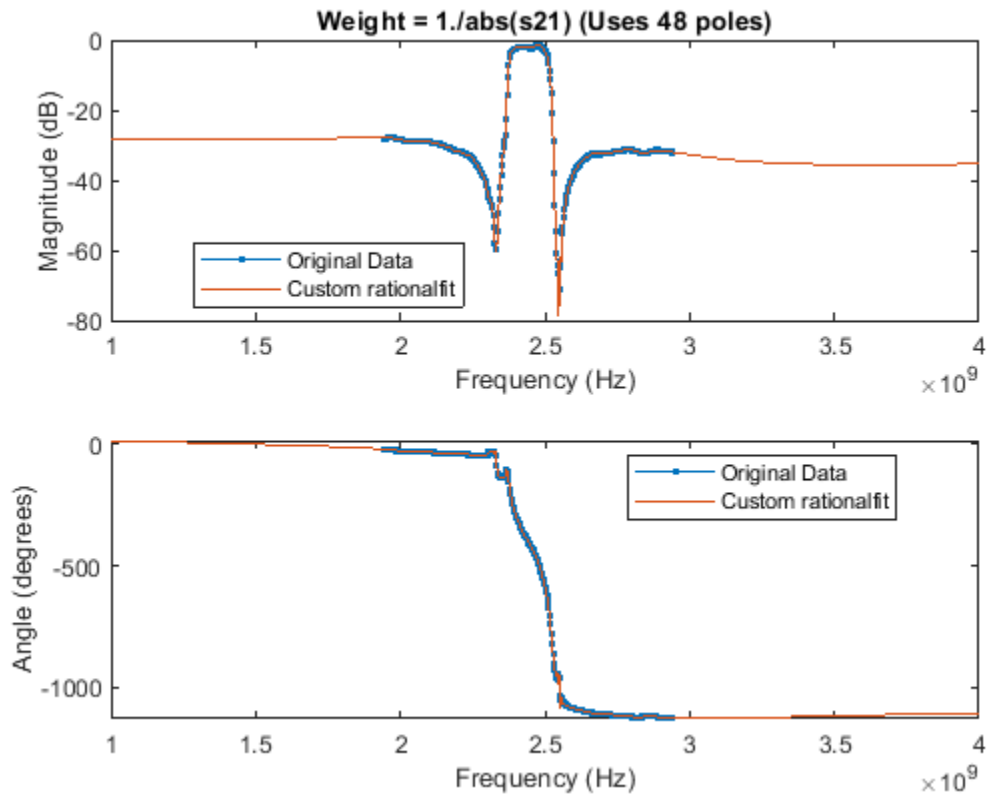 Weight = 1./abs(s21) (Uses 48 poles)
Magnitude (dB)
0
-20
-40
-60
-80
Original Data
Custom rationalfit
1 1.5 2 2.5 3 3.5 4
Frequency (Hz)
×10^9
Angle (degrees)
0
-500
-1000
Original Data
Custom rationalfit
1 1.5 2 2.5 3 3.5 4
Frequency (Hz)
×10^9